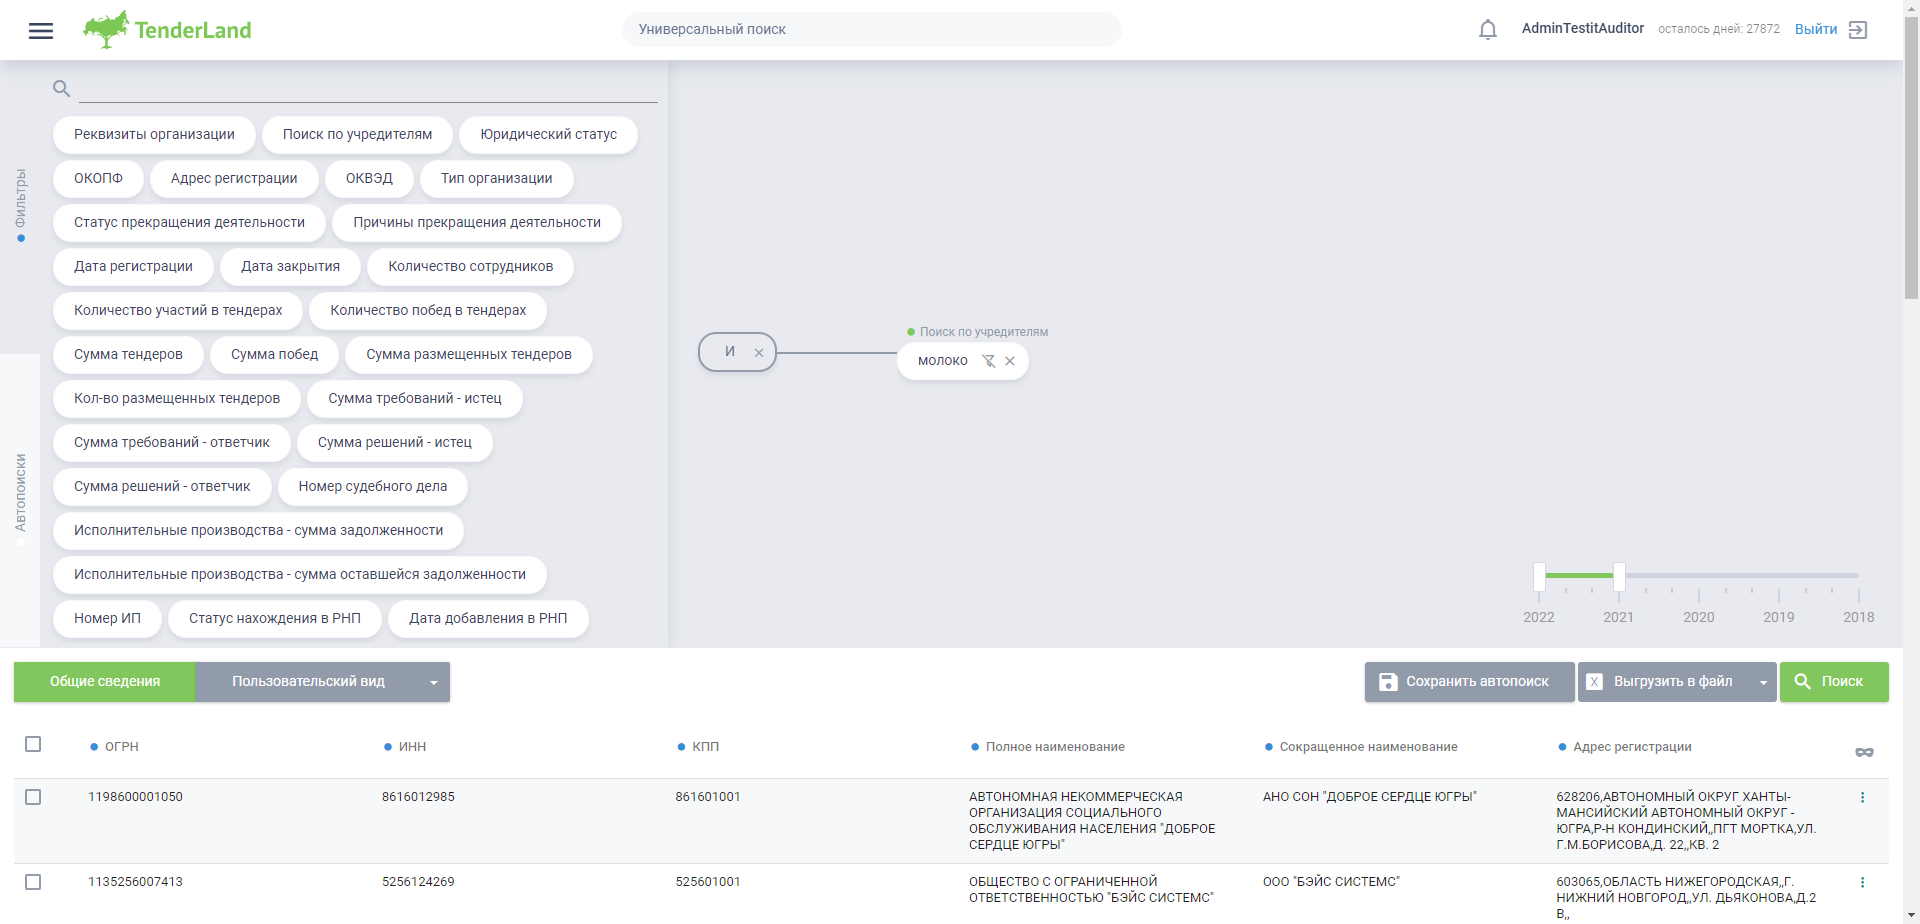 TenderLand
Универсальный поиск
AdminTestitAuditor
осталось дней: 27872
Выйти
Фильтры
Автопоиски
Реквизиты организации
Поиск по учредителям
Юридический статус
ОКОПФ
Адрес регистрации
ОКВЭД
Тип организации
Статус прекращения деятельности
Причины прекращения деятельности
Дата регистрации
Дата закрытия
Количество сотрудников
Количество участий в тендерах
Количество побед в тендерах
Сумма тендеров
Сумма побед
Сумма размещенных тендеров
Кол-во размещенных тендеров
Сумма требований - истец
Сумма требований - ответчик
Сумма решений - истец
Сумма решений - ответчик
Номер судебного дела
Исполнительные производства - сумма задолженности
Исполнительные производства - сумма оставшейся задолженности
Номер ИП
Статус нахождения в РНП
Дата добавления в РНП
И
Поиск по учредителям
молоко
2022
2021
2020
2019
2018
Общие сведения
Пользовательский вид
Сохранить автопоиск
X
Выгрузить в файл
Поиск
ОГРН
ИНН
КПП
Полное наименование
Сокращенное наименование
Адрес регистрации
1198600001050
8616012985
861601001
АВТОНОМНАЯ НЕКОММЕРЧЕСКАЯ
ОРГАНИЗАЦИЯ СОЦИАЛЬНОГО
ОБСЛУЖИВАНИЯ НАСЕЛЕНИЯ "ДОБРОЕ
СЕРДЦЕ ЮГРЫ"
АНО СОН "ДОБРОЕ СЕРДЦЕ ЮГРЫ"
628206,АВТОНОМНЫЙ ОКРУГ ХАНТЫ-
МАНСИЙСКИЙ АВТОНОМНЫЙ ОКРУГ -
ЮГРА,Р-Н КОНДИНСКИЙ,,ПГТ МОРТКА,УЛ.
Г.М.БОРИСОВА,Д. 22,,КВ. 2
1135256007413
5256124269
525601001
ОБЩЕСТВО С ОГРАНИЧЕННОЙ
ОТВЕТСТВЕННОСТЬЮ "БЭЙС СИСТЕМС"
ООО "БЭЙС СИСТЕМС"
603065,ОБЛАСТЬ НИЖЕГОРОДСКАЯ,,Г.
НИЖНИЙ НОВГОРОД,,УЛ. ДЬЯКОНОВА,Д.2
В,,